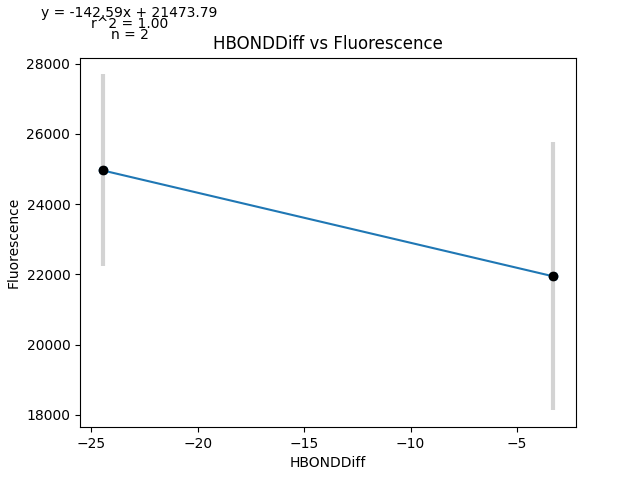 y = -142.59x + 21473.79
r^2 = 1.00
n = 2
HBONDDiff vs Fluorescence
28000
26000
24000
22000
20000
18000
Fluorescence
−25
−20
−15
−10
−5
HBONDDiff